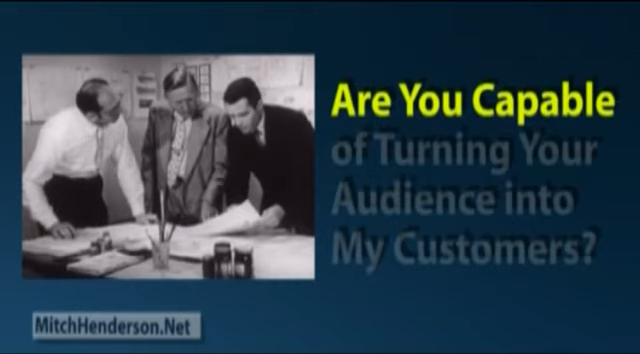 Are You Capable
of Turning Your
Audience into
My Customers?
MitchHenderson.Net